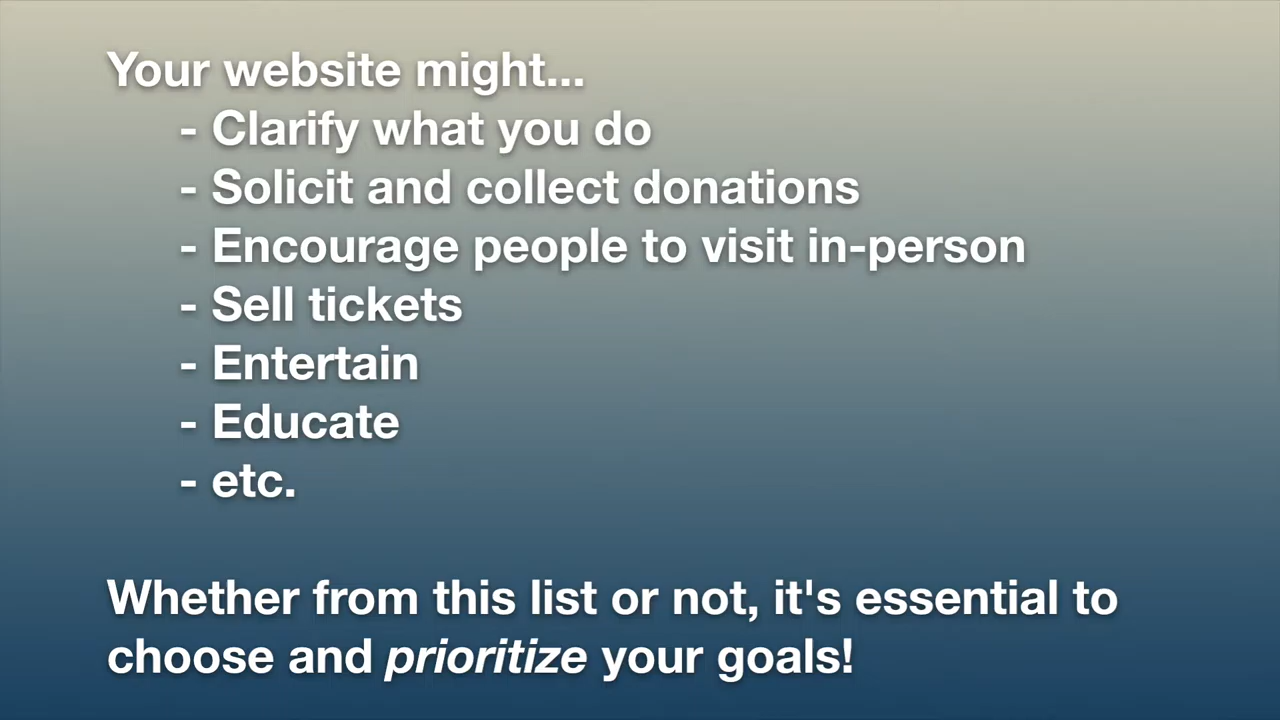 Your website might...
- Clarify what you do
- Solicit and collect donations
- Encourage people to visit in-person
- Sell tickets
- Entertain
- Educate
- etc.
Whether from this list or not, it's essential to
choose and prioritize your goals!